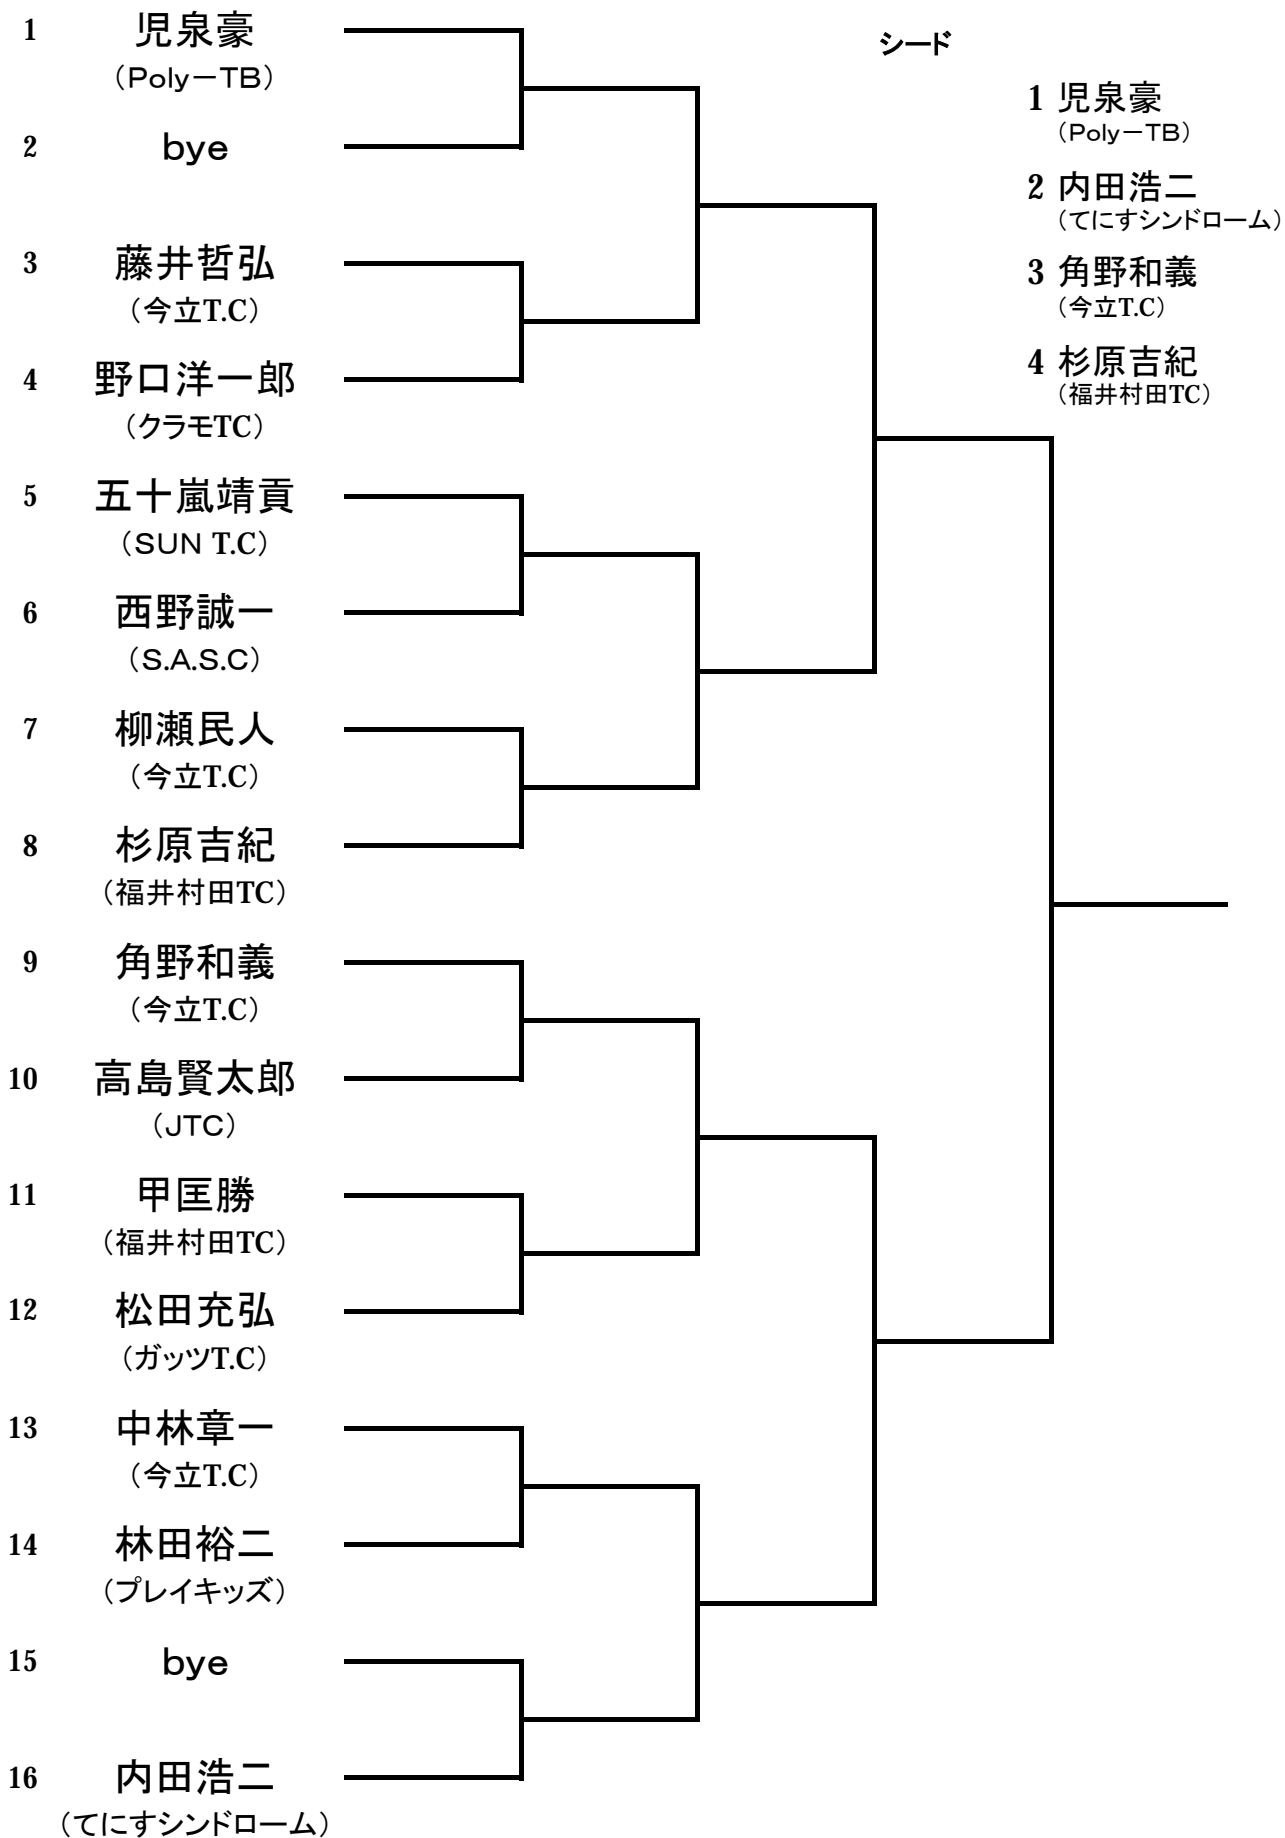 1 児泉豪
（Poly－TB）
2 bye
3 藤井哲弘
（今立T.C）
4 野口洋一郎
（クラモTC）
5 五十嵐靖貢
（SUN T.C）
6 西野誠一
（S.A.S.C）
7 柳瀬民人
（今立T.C）
8 杉原吉紀
（福井村田TC）
9 角野和義
（今立T.C）
10 高島賢太郎
（JTC）
11 甲匡勝
（福井村田TC）
12 松田充弘
（ガッツT.C）
13 中林章一
（今立T.C）
14 林田裕二
（プレイキッズ）
15 bye
16 内田浩二
（てにすシンドローム）
シード
1 児泉豪
（Poly－TB）
2 内田浩二
（てにすシンドローム）
3 角野和義
（今立T.C）
4 杉原吉紀
（福井村田TC）